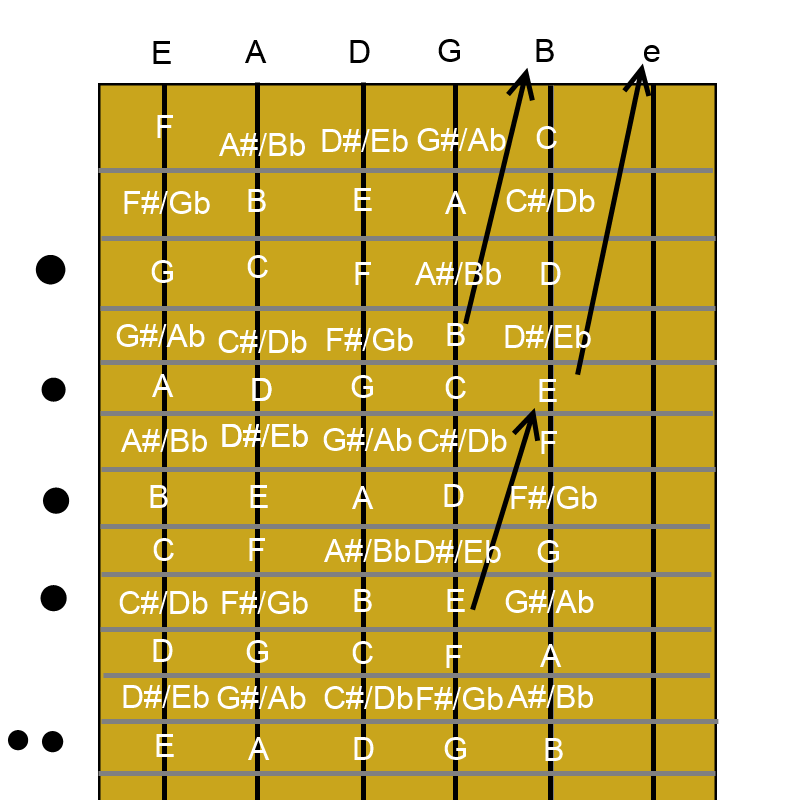 E A D G B e
F A#/Bb D#/Eb G#/Ab C
F#/Gb B E A C#/Db
G C F A#/Bb D
G#/Ab C#/Db F#/Gb B D#/Eb
A D G C E
A#/Bb D#/Eb G#/Ab C#/Db F
B E A D F#/Gb
C F A#/Bb D#/Eb G
C#/Db F#/Gb B E G#/Ab
D G C F A
D#/Eb G#/Ab C#/Db F#/Gb A#/Bb
E A D G B